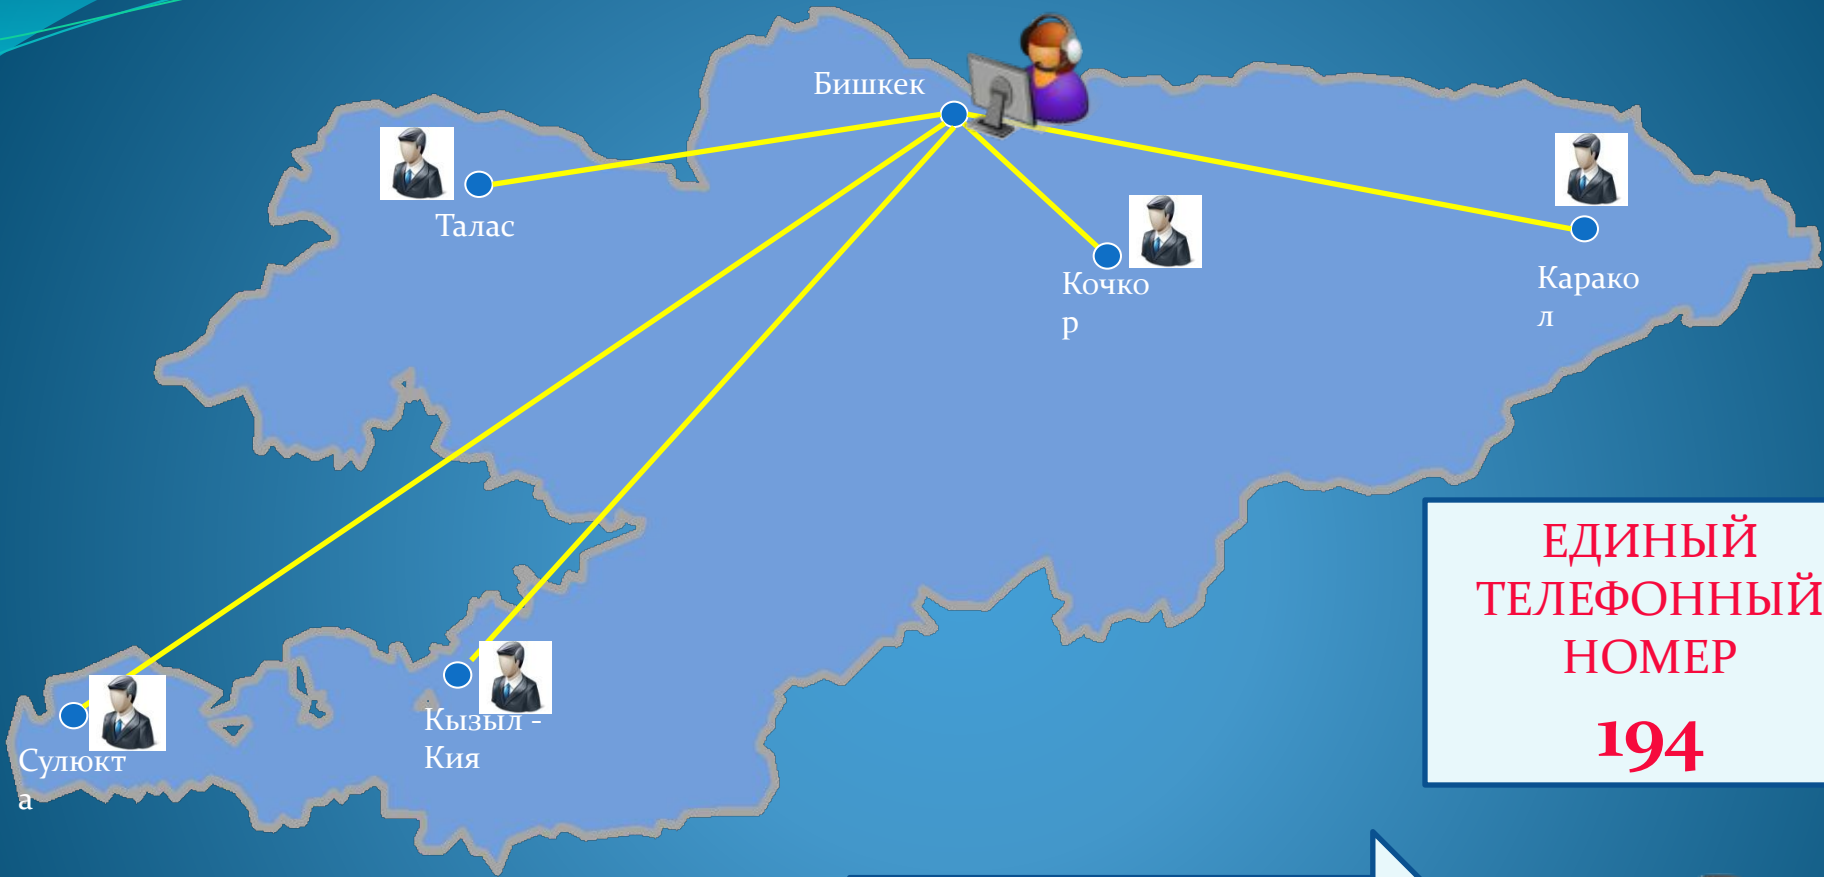 Бишкек
Талас
Кочко
р
Карако
л
ЕДИНЫЙ
ТЕЛЕФОННЫЙ
НОМЕР
194
Кызыл -
Кия
Сулюкт
а